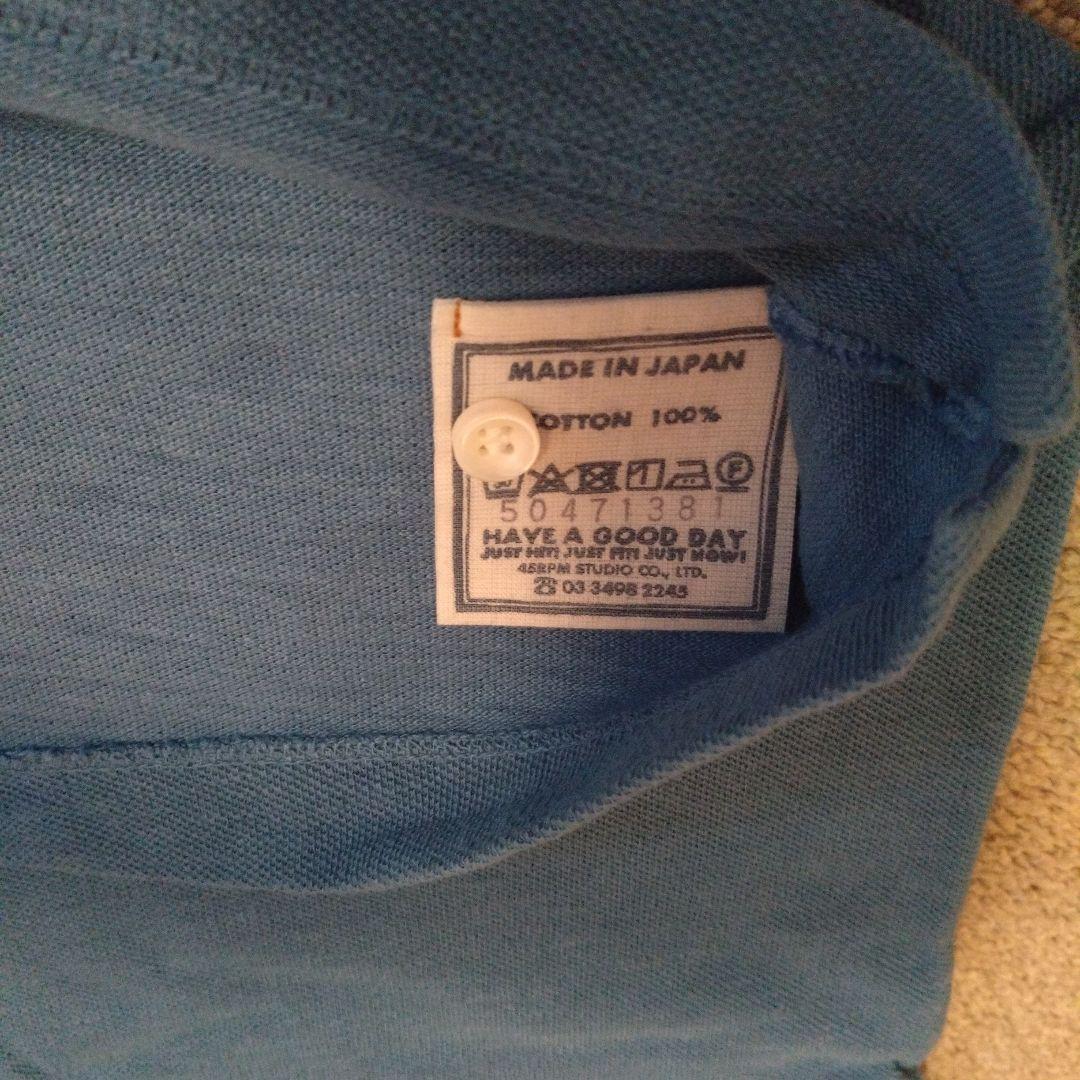 MADE IN JAPAN
COTTON 100%
50471381
HAVE A GOOD DAY
JUST HIT! JUST FIT! JUST NOW!
45RPM STUDIO CO., LTD.
☎ 03 3498 2245